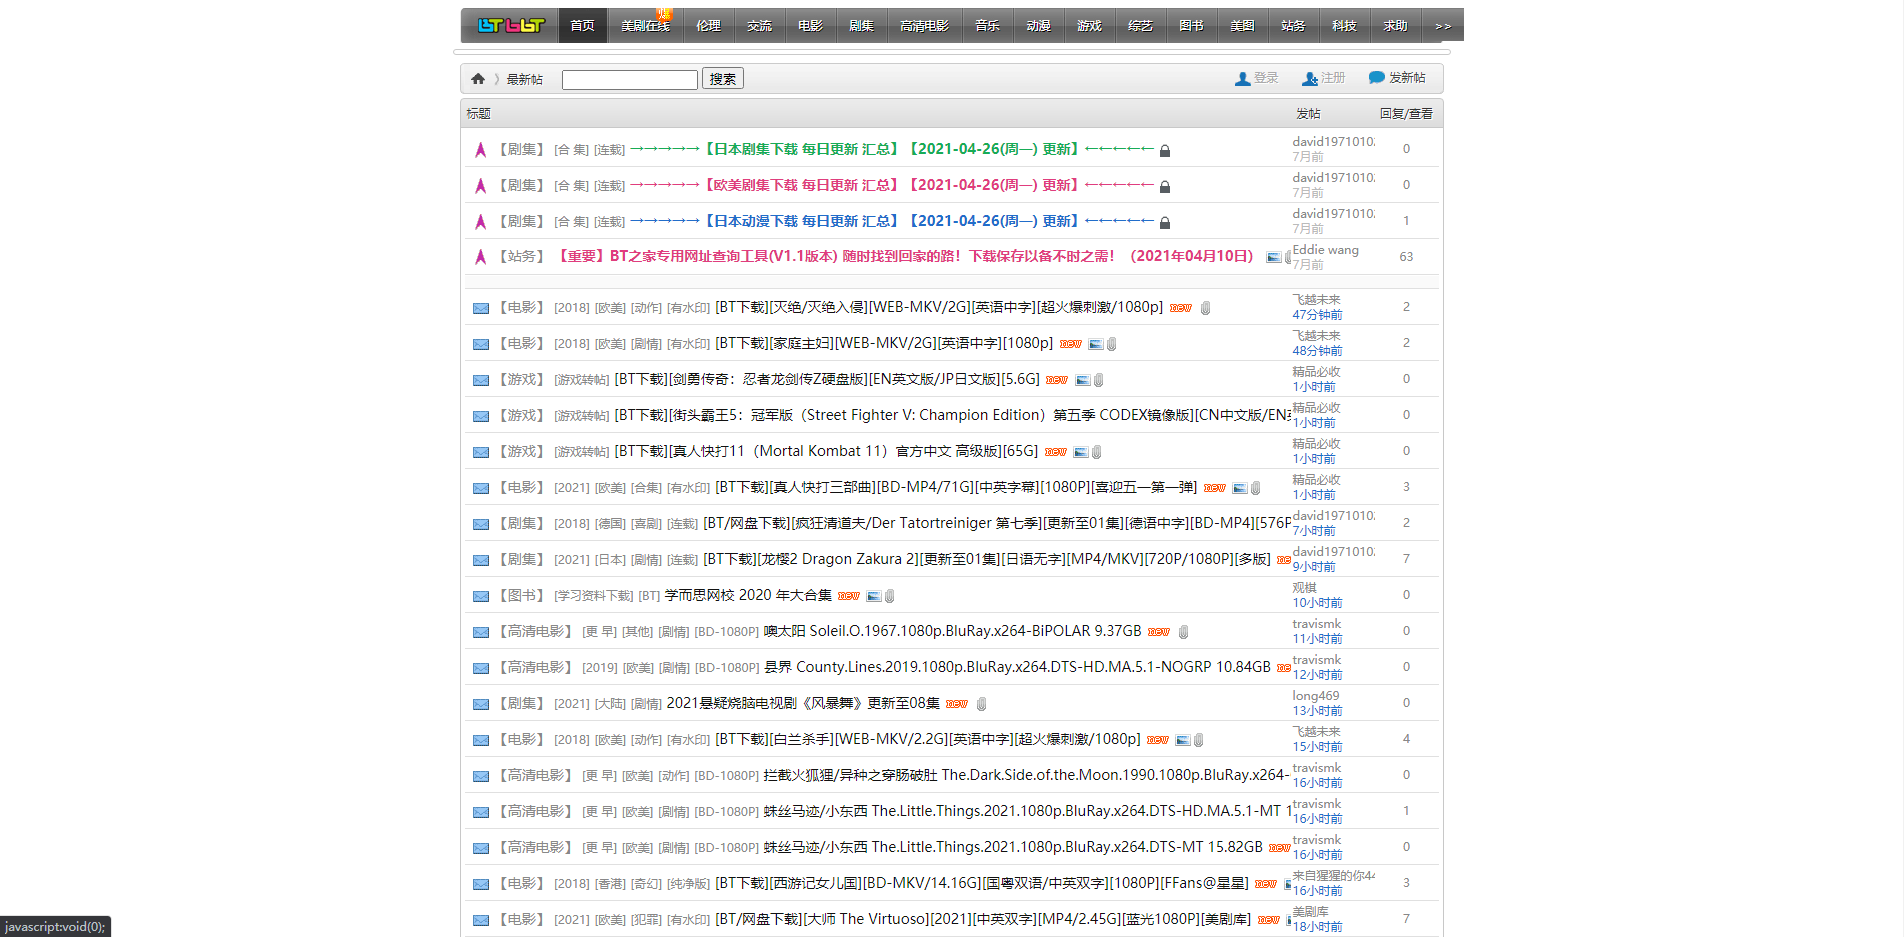 BTBBT 首页 美剧在线 爆 伦理 交流 电影 剧集 高清电影 音乐 动漫 游戏 综艺 图书 美图 站务 科技 求助 >>
最新帖 搜索 登录 注册 发新帖
标题 发帖 回复/查看
【剧集】 [合 集] [连载] →→→→→【日本剧集下载 每日更新 汇总】【2021-04-26(周一) 更新】←←←←← david1971010 0
7月前
【剧集】 [合 集] [连载] →→→→→【欧美剧集下载 每日更新 汇总】【2021-04-26(周一) 更新】←←←←← david1971010 0
7月前
【剧集】 [合 集] [连载] →→→→→【日本动漫下载 每日更新 汇总】【2021-04-26(周一) 更新】←←←←← david1971010 1
7月前
【站务】 【重要】BT之家专用网址查询工具(V1.1版本) 随时找到回家的路！下载保存以备不时之需！（2021年04月10日） Eddie wang 63
7月前
【电影】 [2018] [欧美] [动作] [有水印] [BT下载][灭绝/灭绝入侵][WEB-MKV/2G][英语中字][超火爆刺激/1080p] new 飞越未来 2
47分钟前
【电影】 [2018] [欧美] [剧情] [有水印] [BT下载][家庭主妇][WEB-MKV/2G][英语中字][1080p] new 飞越未来 2
48分钟前
【游戏】 [游戏转帖] [BT下载][剑勇传奇：忍者龙剑传Z硬盘版][EN英文版/JP日文版][5.6G] new 精品必收 0
1小时前
【游戏】 [游戏转帖] [BT下载][街头霸王5：冠军版（Street Fighter V: Champion Edition）第五季 CODEX镜像版][CN中文版/EN 精品必收 0
1小时前
【游戏】 [游戏转帖] [BT下载][真人快打11（Mortal Kombat 11）官方中文 高级版][65G] new 精品必收 0
1小时前
【电影】 [2021] [欧美] [合集] [有水印] [BT下载][真人快打三部曲][BD-MP4/71G][中英字幕][1080P][喜迎五一第一弹] new 精品必收 3
1小时前
【剧集】 [2018] [德国] [喜剧] [连载] [BT/网盘下载][疯狂清道夫/Der Tatortreiniger 第七季][更新至01集][德语中字][BD-MP4][576P david1971010 2
7小时前
【剧集】 [2021] [日本] [剧情] [连载] [BT下载][龙樱2 Dragon Zakura 2][更新至01集][日语无字][MP4/MKV][720P/1080P][多版] ne david1971010 7
9小时前
【图书】 [学习资料下载] [BT] 学而思网校 2020 年大合集 new 观棋 0
10小时前
【高清电影】 [更 早] [其他] [剧情] [BD-1080P] 噢太阳 Soleil.O.1967.1080p.BluRay.x264-BiPOLAR 9.37GB new travismk 0
11小时前
【高清电影】 [2019] [欧美] [剧情] [BD-1080P] 县界 County.Lines.2019.1080p.BluRay.x264.DTS-HD.MA.5.1-NOGRP 10.84GB ne travismk 0
12小时前
【剧集】 [2021] [大陆] [剧情] 2021悬疑烧脑电视剧《风暴舞》更新至08集 new long469 0
13小时前
【电影】 [2018] [欧美] [动作] [有水印] [BT下载][白兰杀手][WEB-MKV/2.2G][英语中字][超火爆刺激/1080p] new 飞越未来 4
15小时前
【高清电影】 [更 早] [欧美] [动作] [BD-1080P] 拦截火狐狸/异种之穿肠破肚 The.Dark.Side.of.the.Moon.1990.1080p.BluRay.x264- travismk 0
16小时前
【高清电影】 [更 早] [欧美] [剧情] [BD-1080P] 蛛丝马迹/小东西 The.Little.Things.2021.1080p.BluRay.x264.DTS-HD.MA.5.1-MT 1 travismk 1
16小时前
【高清电影】 [更 早] [欧美] [剧情] [BD-1080P] 蛛丝马迹/小东西 The.Little.Things.2021.1080p.BluRay.x264.DTS-MT 15.82GB new travismk 0
16小时前
【电影】 [2018] [香港] [奇幻] [纯净版] [BT下载][西游记女儿国][BD-MKV/14.16G][国粤双语/中英双字][1080P][FFans@星星] new 来自猩猩的你44 3
16小时前
【电影】 [2021] [欧美] [犯罪] [有水印] [BT/网盘下载][大师 The Virtuoso][2021][中英双字][MP4/2.45G][蓝光1080P][美剧库] new 美剧库 7
18小时前
javascript:void(0);